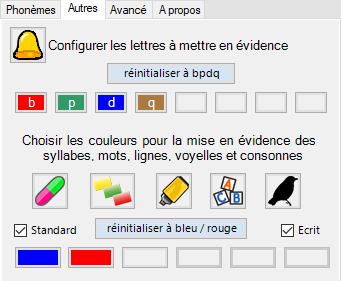 Phonèmes Autres Avancé A propos
Configurer les lettres à mettre en évidence
réinitialiser à bpdq
b p d q
Choisir les couleurs pour la mise en évidence des
syllabes, mots, lignes, voyelles et consonnes
A B C
Standard réinitialiser à bleu / rouge Ecrit